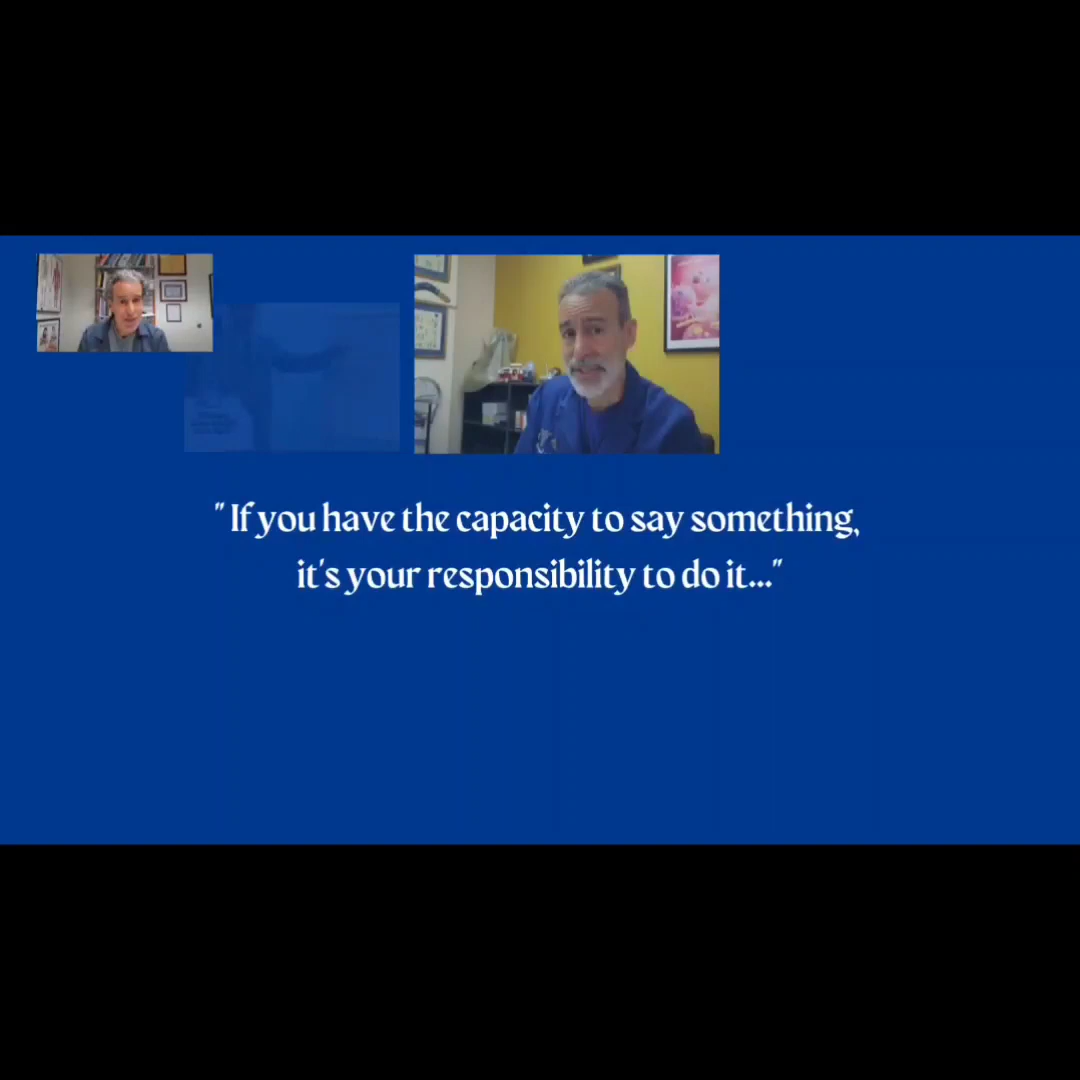 "If you have the capacity to say something,
it's your responsibility to do it..."